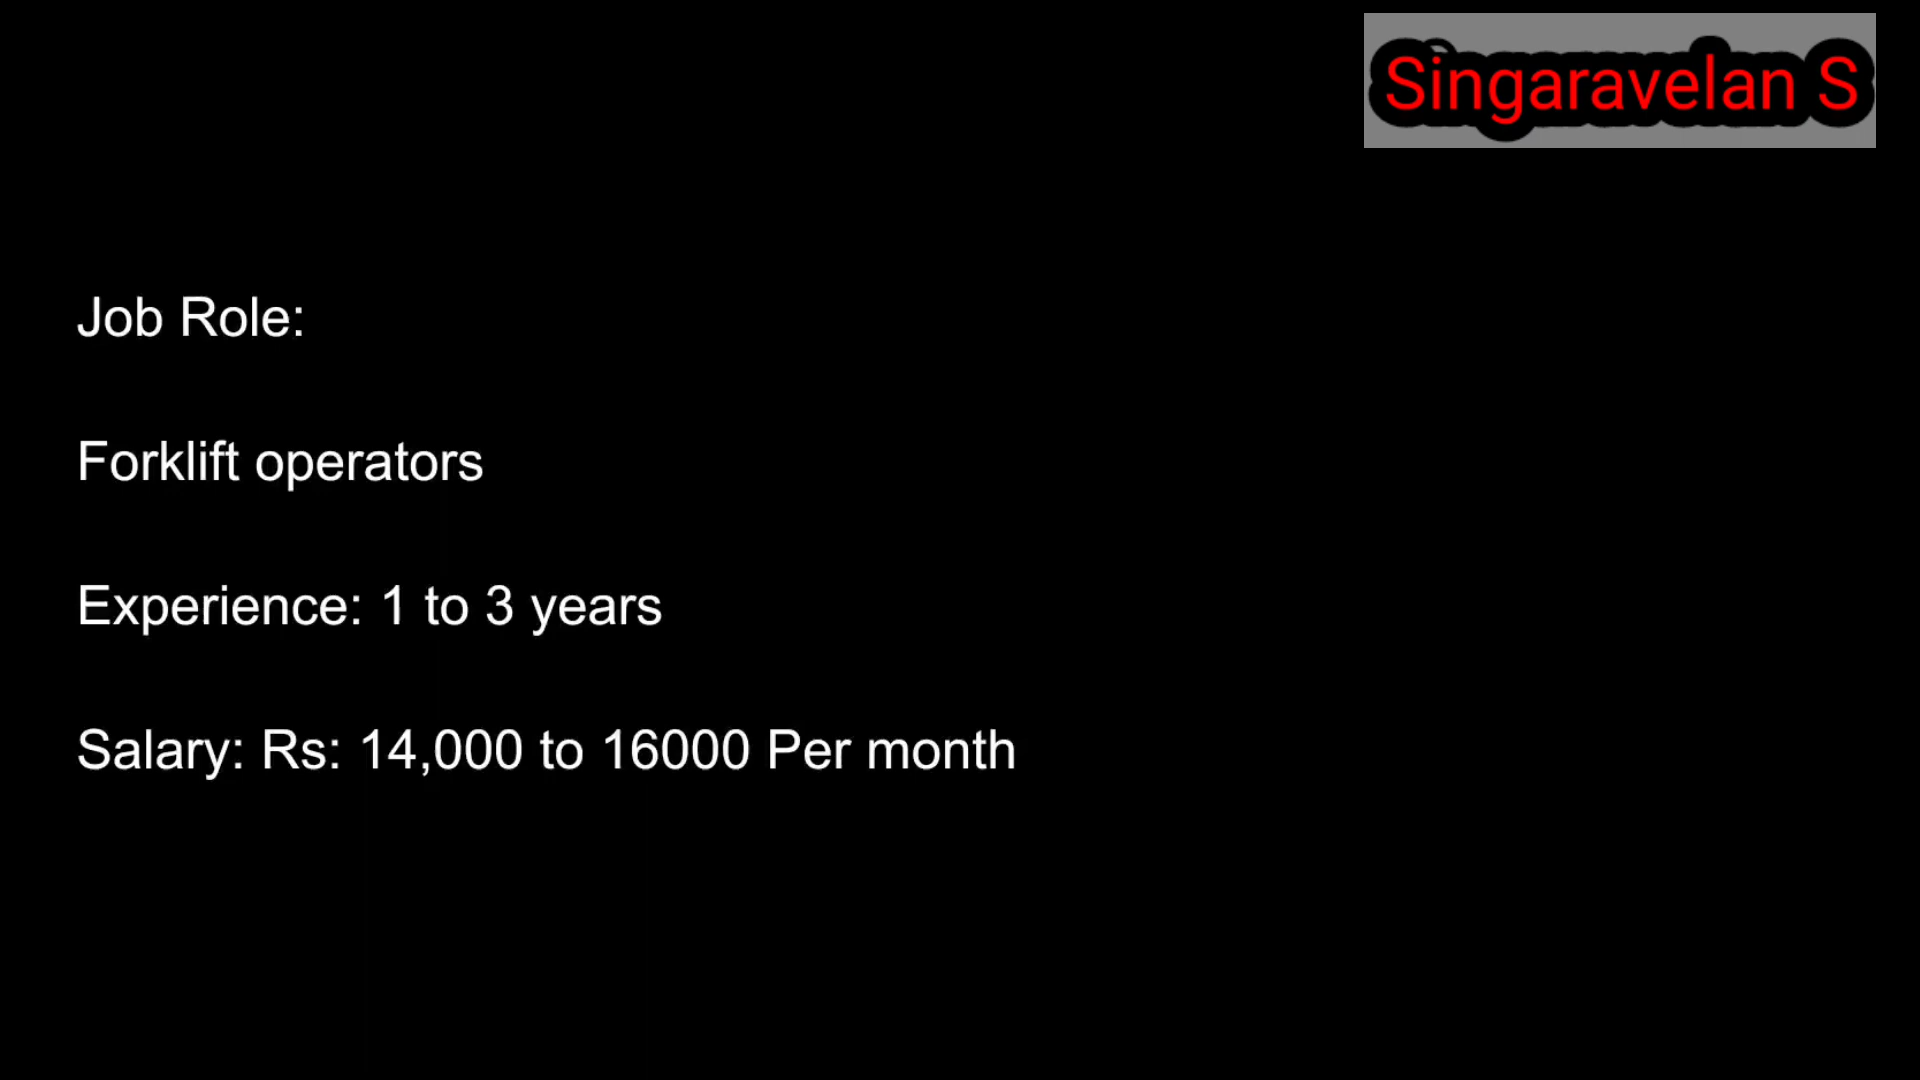 Singaravelan S
Job Role:
Forklift operators
Experience: 1 to 3 years
Salary: Rs: 14,000 to 16000 Per month